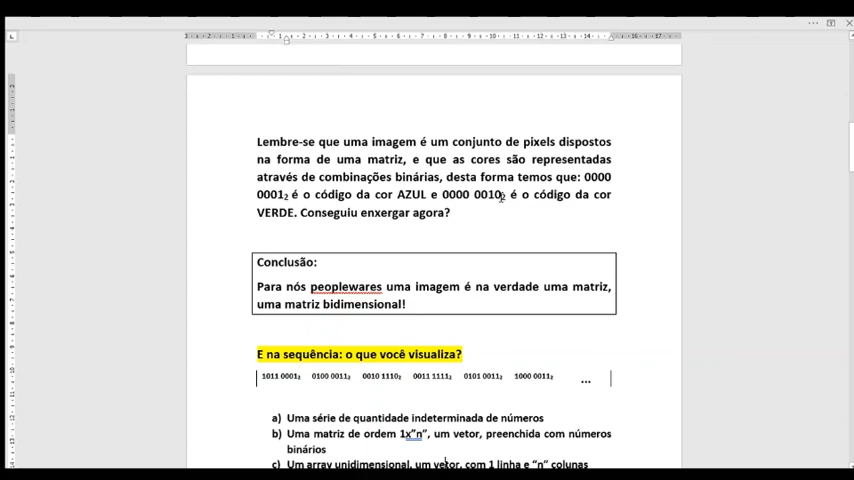 Lembre-se que uma imagem é um conjunto de pixels dispostos
na forma de uma matriz, e que as cores são representadas
através de combinações binárias, desta forma temos que: 0000
0001₂ é o código da cor AZUL e 0000 0010₂ é o código da cor
VERDE. Conseguiu enxergar agora?
Conclusão:
Para nós peoplewares uma imagem é na verdade uma matriz,
uma matriz bidimensional!
E na sequência: o que você visualiza?
1011 0001₂ 0100 0011₂ 0010 1110₂ 0011 1111₂ 0101 0011₂ 1000 0011₂ ...
a) Uma série de quantidade indeterminada de números
b) Uma matriz de ordem 1x"n", um vetor, preenchida com números
binários
c) Um array unidimensional, um vetor, com 1 linha e "n" colunas